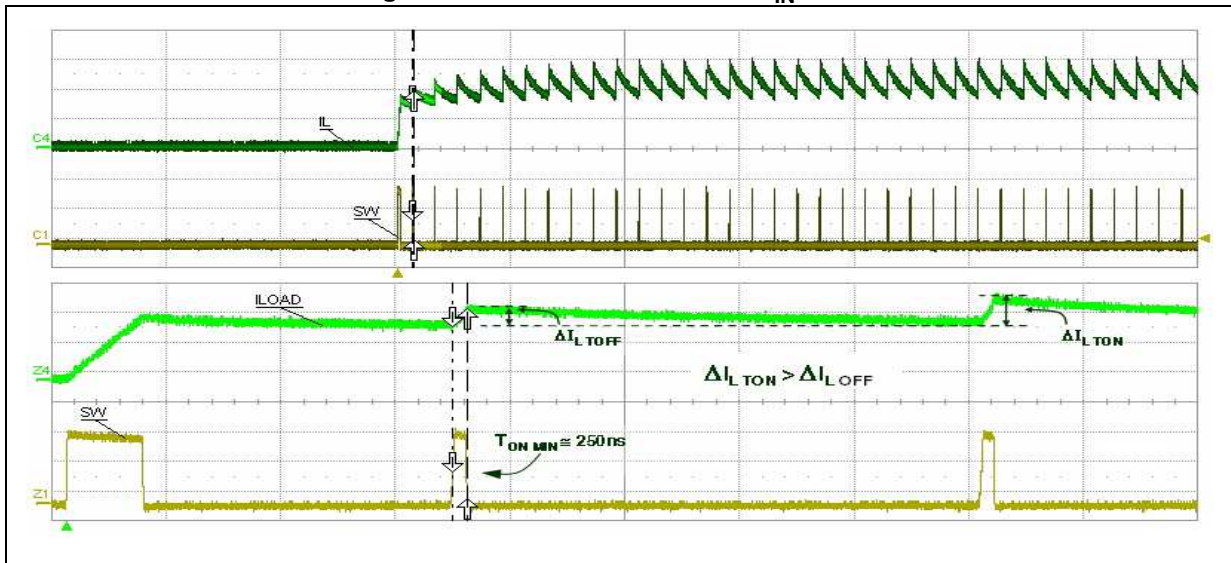 IN
IL
C4
SW
C1
ILOAD
ΔIL TOFF
ΔIL TON
ΔIL TON > ΔIL OFF
Z4
SW
TON MIN ≅ 250ns
Z1